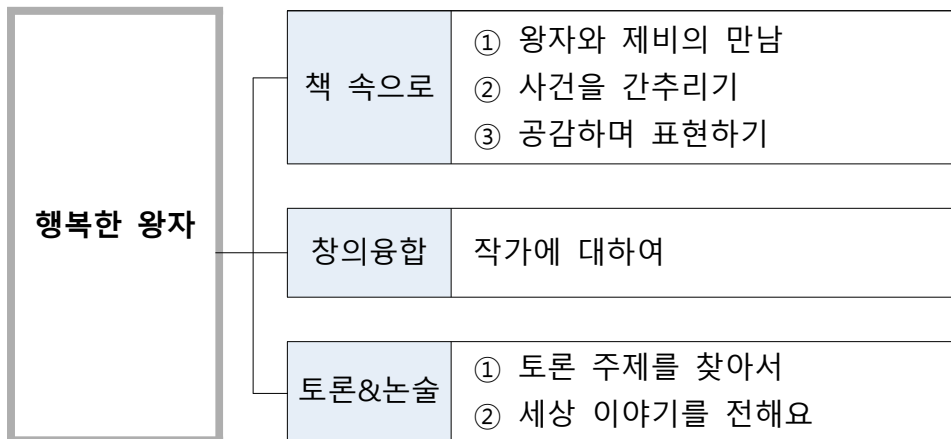 행복한 왕자
책 속으로
① 왕자와 제비의 만남
② 사건을 간추리기
③ 공감하며 표현하기
창의융합
작가에 대하여
토론&논술
① 토론 주제를 찾아서
② 세상 이야기를 전해요